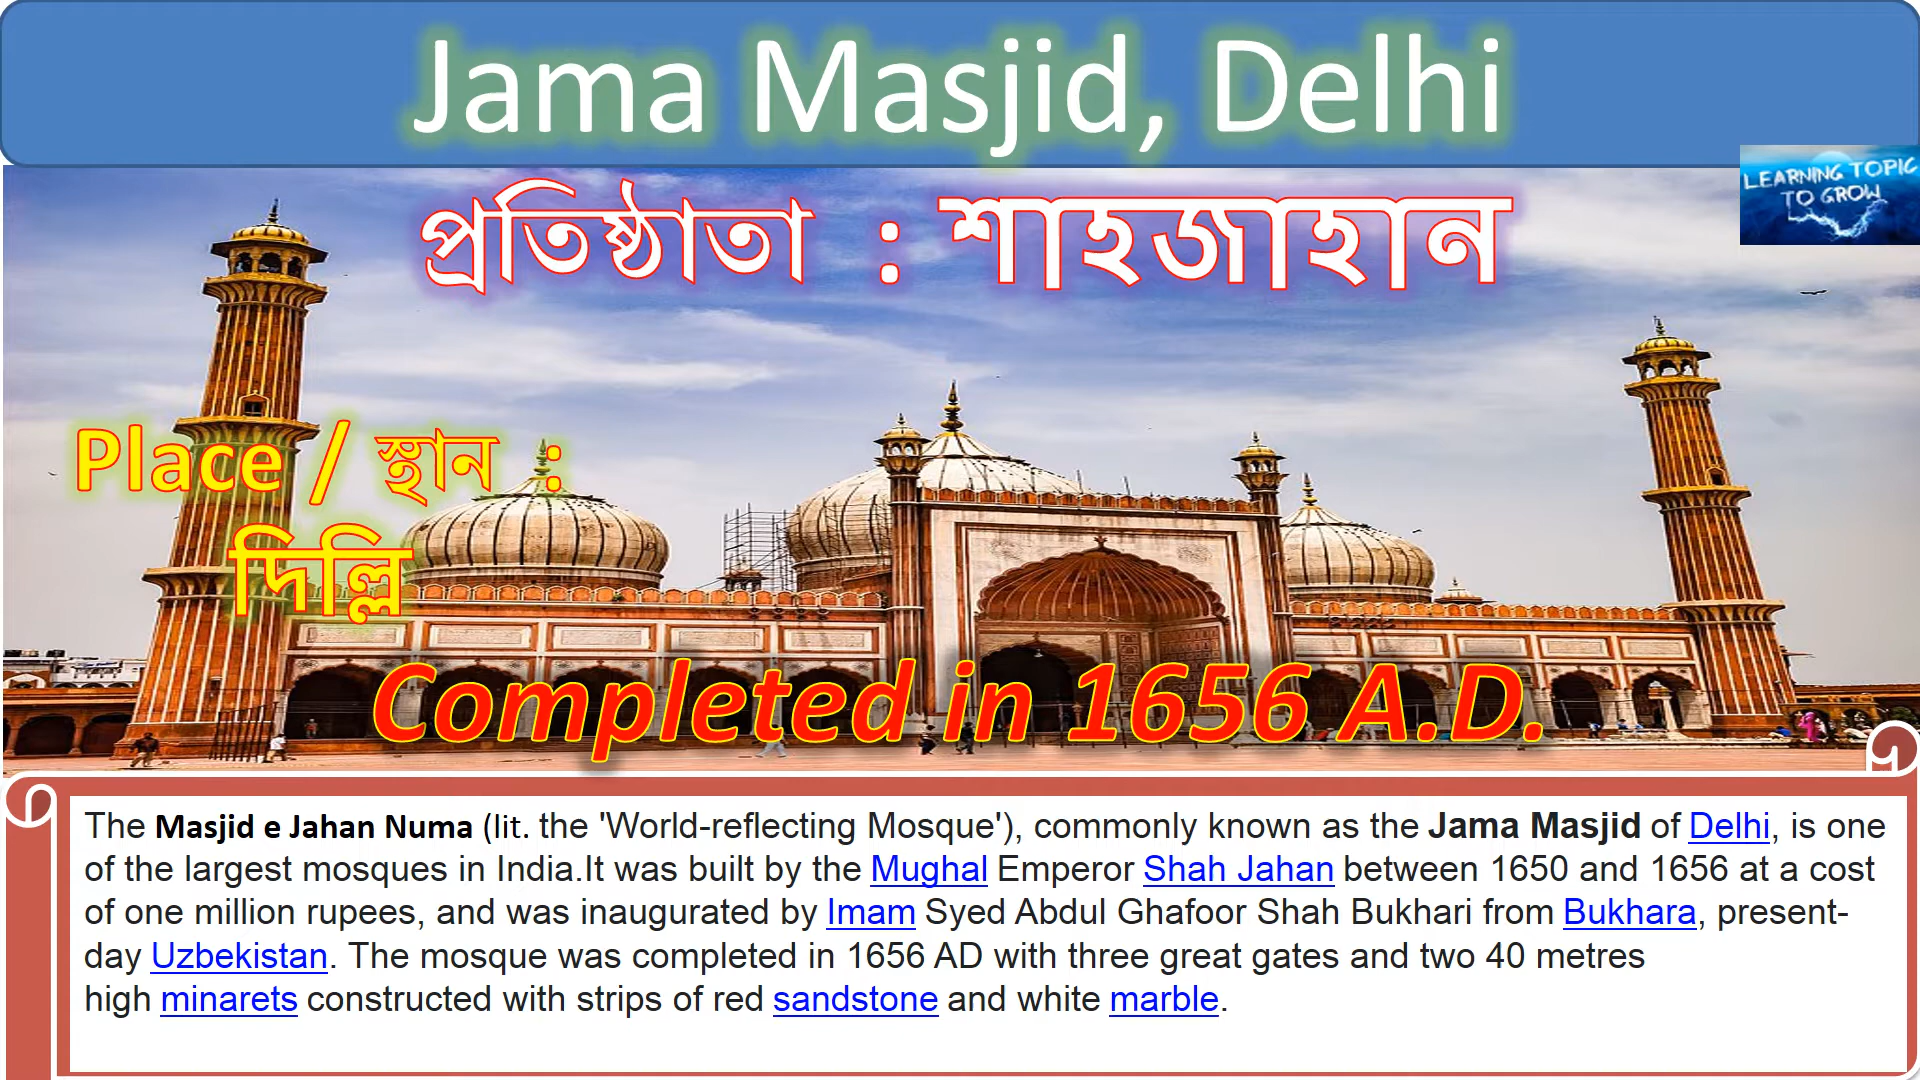 Jama Masjid, Delhi
LEARNING TOPIC
TO GROW
প্রতিষ্ঠাতা : শাহজাহান
Place / স্থান :
দিল্লি
Completed in 1656 A.D.
The Masjid e Jahan Numa (lit. the 'World-reflecting Mosque'), commonly known as the Jama Masjid of Delhi, is one
of the largest mosques in India.It was built by the Mughal Emperor Shah Jahan between 1650 and 1656 at a cost
of one million rupees, and was inaugurated by Imam Syed Abdul Ghafoor Shah Bukhari from Bukhara, present-
day Uzbekistan. The mosque was completed in 1656 AD with three great gates and two 40 metres
high minarets constructed with strips of red sandstone and white marble.